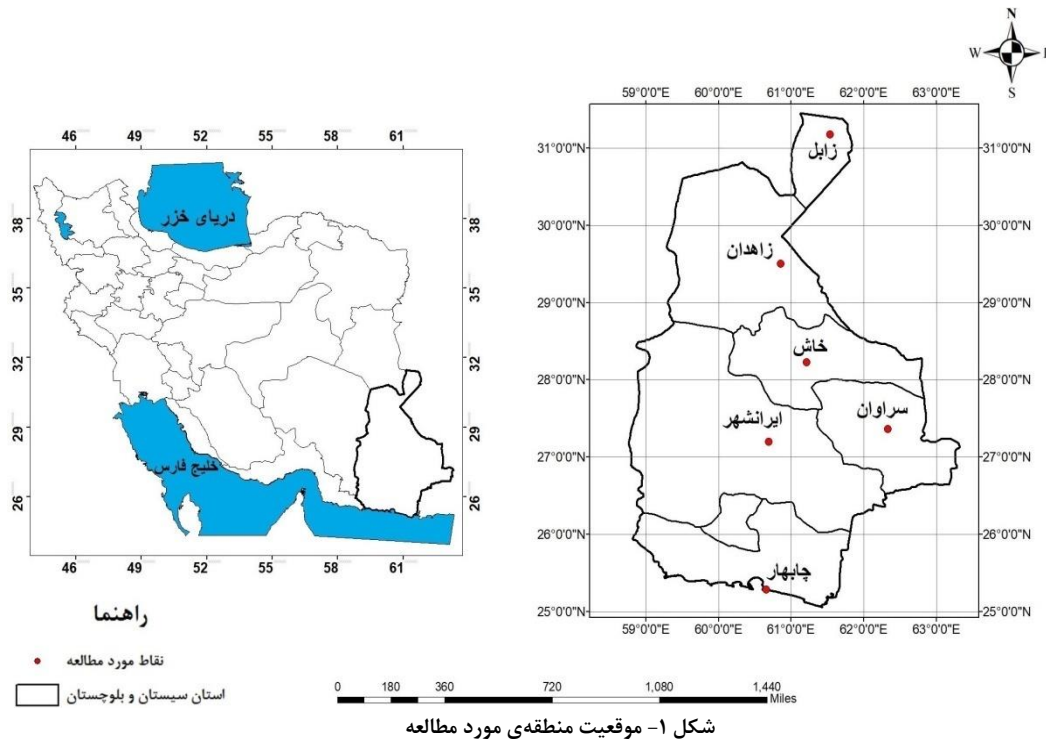 N
W E
S
46 49 52 55 58 61
38 35 32 29 26
38 35 32 29 26
46 49 52 55 58 61
دریای خزر
خلیج فارس
59°0'0"E 60°0'0"E 61°0'0"E 62°0'0"E 63°0'0"E
31°0'0"N 31°0'0"N
30°0'0"N 30°0'0"N
29°0'0"N 29°0'0"N
28°0'0"N 28°0'0"N
27°0'0"N 27°0'0"N
26°0'0"N 26°0'0"N
25°0'0"N 25°0'0"N
59°0'0"E 60°0'0"E 61°0'0"E 62°0'0"E 63°0'0"E
زابل
زاهدان
خاش
سراوان
ایرانشهر
چابهار
راهنما
نقاط مورد مطالعه
استان سیستان و بلوچستان
0 180 360 720 1,080 1,440
Miles
شکل ۱- موقعیت منطقه‌ی مورد مطالعه